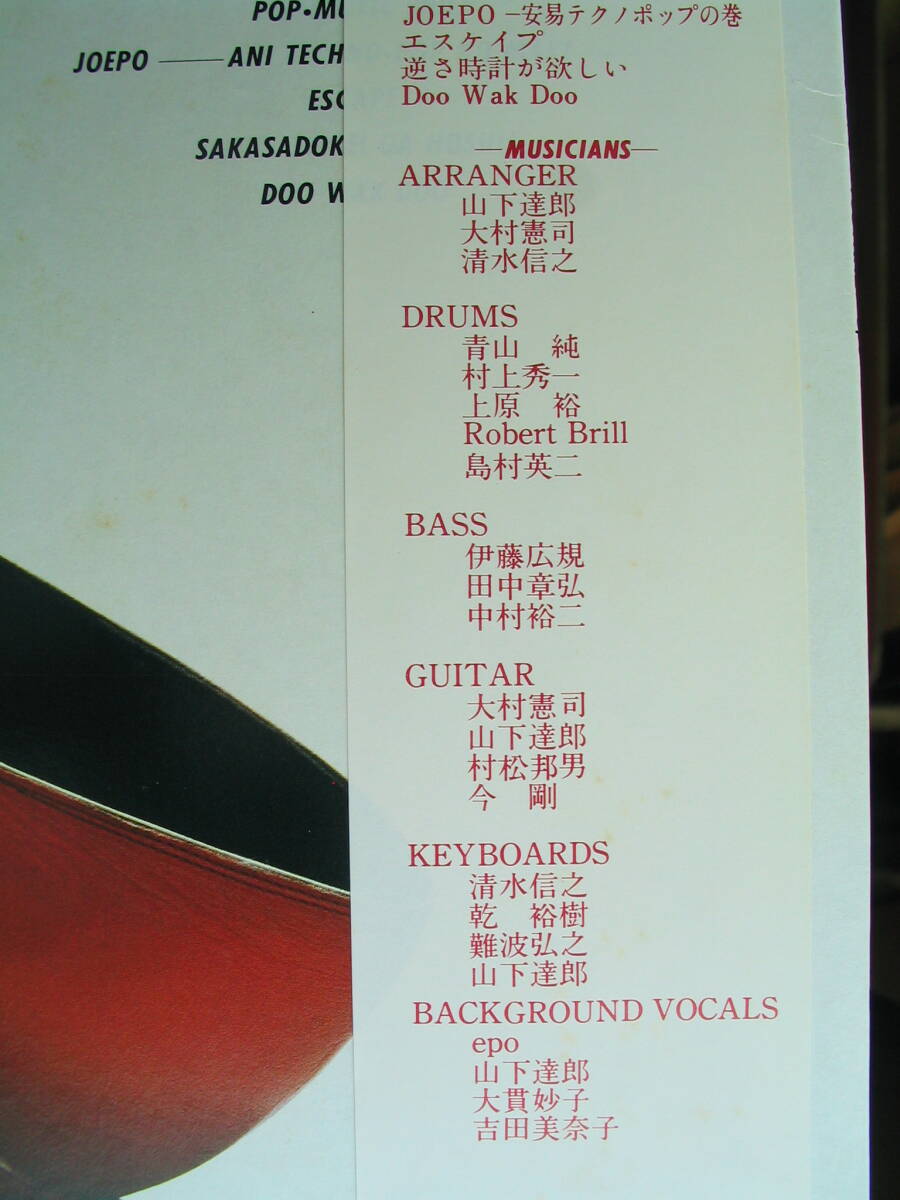 POP・MU
JOEPO ——ANI TECH
ESC
SAKASADOK
DOO W
JOEPO－安易テクノポップの巻
エスケイプ
逆さ時計が欲しい
Doo Wak Doo
—MUSICIANS—
ARRANGER
山下達郎
大村憲司
清水信之
DRUMS
青山　純
村上秀一
上原　裕
Robert Brill
島村英二
BASS
伊藤広規
田中章弘
中村裕二
GUITAR
大村憲司
山下達郎
村松邦男
今　剛
KEYBOARDS
清水信之
乾　裕樹
難波弘之
山下達郎
BACKGROUND VOCALS
epo
山下達郎
大貫妙子
吉田美奈子